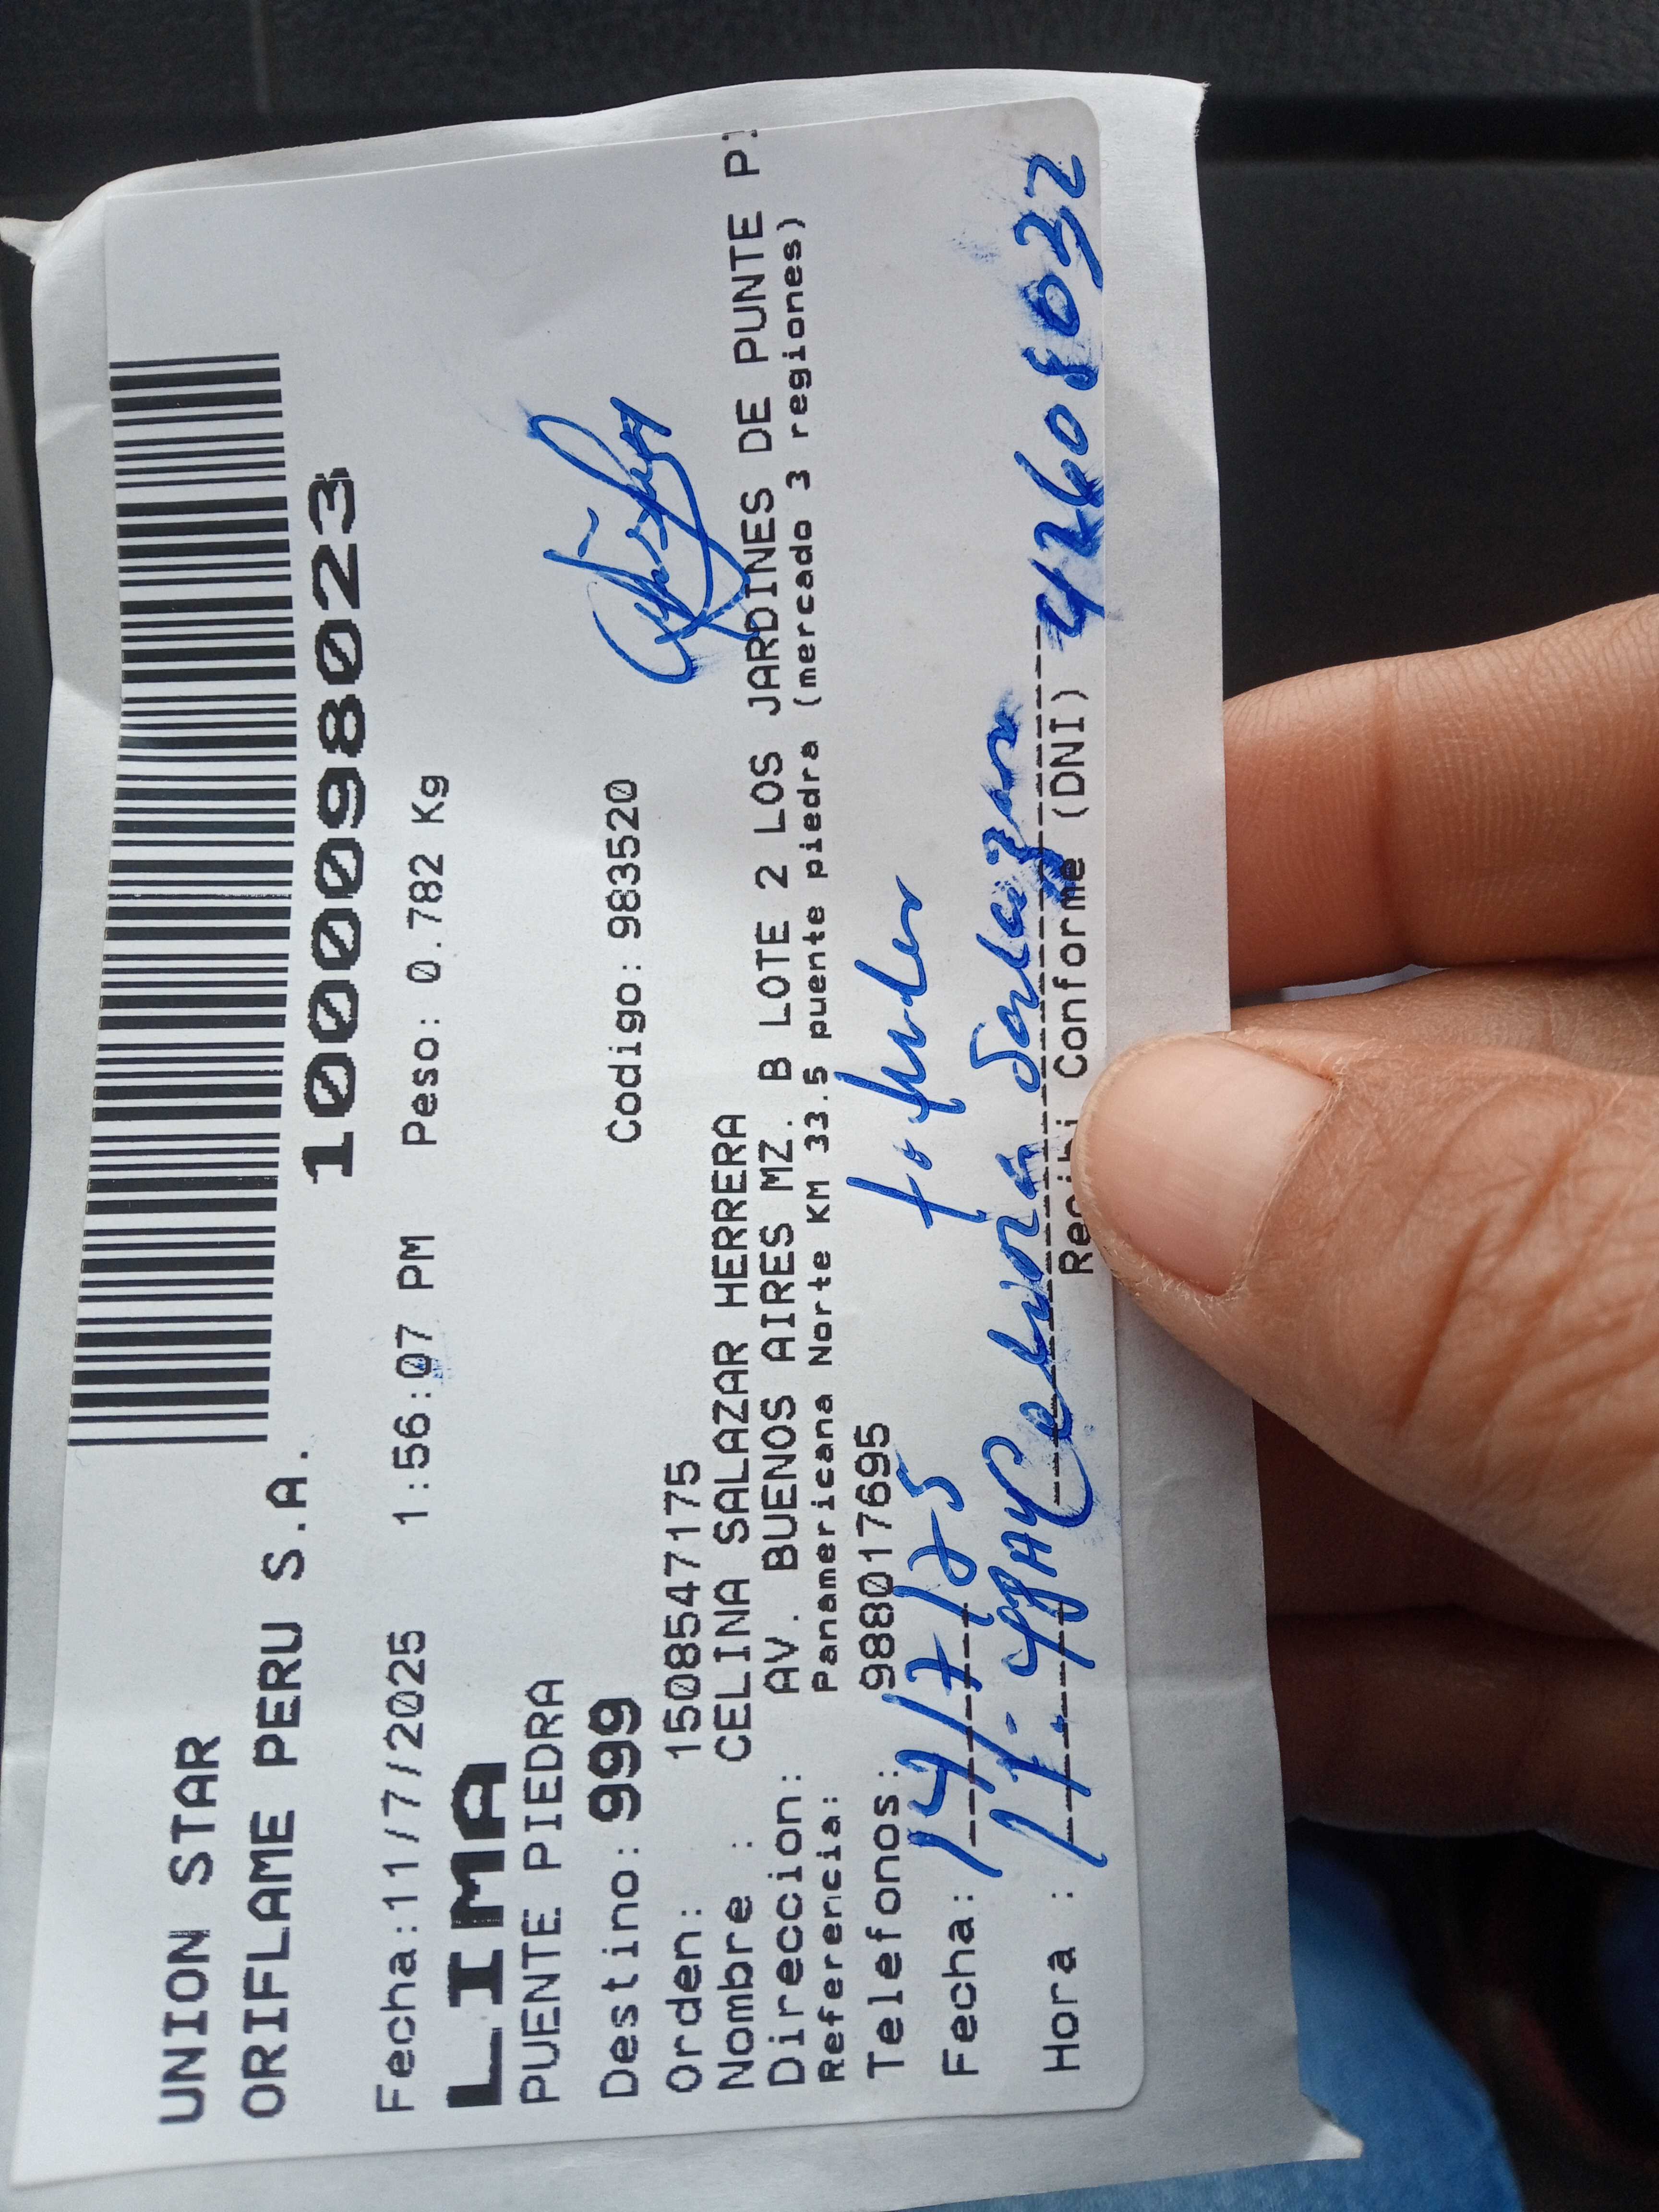 UNION STAR
ORIFLAME PERU S.A.
1000098023
Fecha:11/7/2025 1:56:07 PM Peso: 0.782 Kg
LIMA
PUENTE PIEDRA
Destino: 999 Codigo: 983520
Orden: 1508547175
Nombre : CELINA SALAZAR HERRERA
Direccion: AV. BUENOS AIRES MZ. B LOTE 2 LOS JARDINES DE PUNTE PI
Referencia: Panamericana Norte KM 33.5 puente piedra (mercado 3 regiones)
Telefonos: 988017695
Fecha: 14/7/25
Hora : Celina Salazar 42608032
Recibi Conforme (DNI)